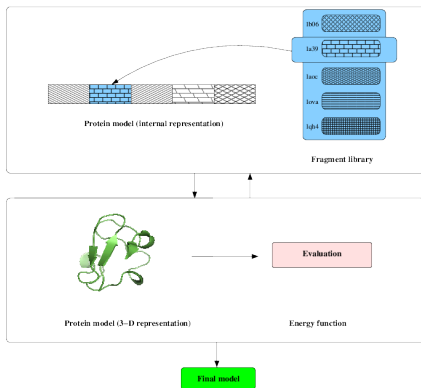 1b06
1a39
1aoc
1ova
1qb4
Protein model (internal representation)
Fragment library
Evaluation
Protein model (3−D representation)
Energy function
Final model